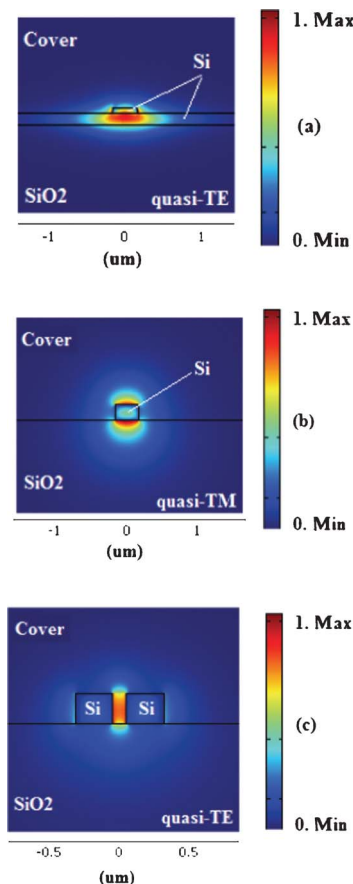 Cover
Si
1. Max
(a)
SiO2
quasi-TE
0. Min
-1 0 1
(um)
Cover
Si
1. Max
(b)
SiO2
quasi-TM
0. Min
-1 0 1
(um)
Cover
1. Max
Si Si
(c)
SiO2
quasi-TE
0. Min
-0.5 0 0.5
(um)